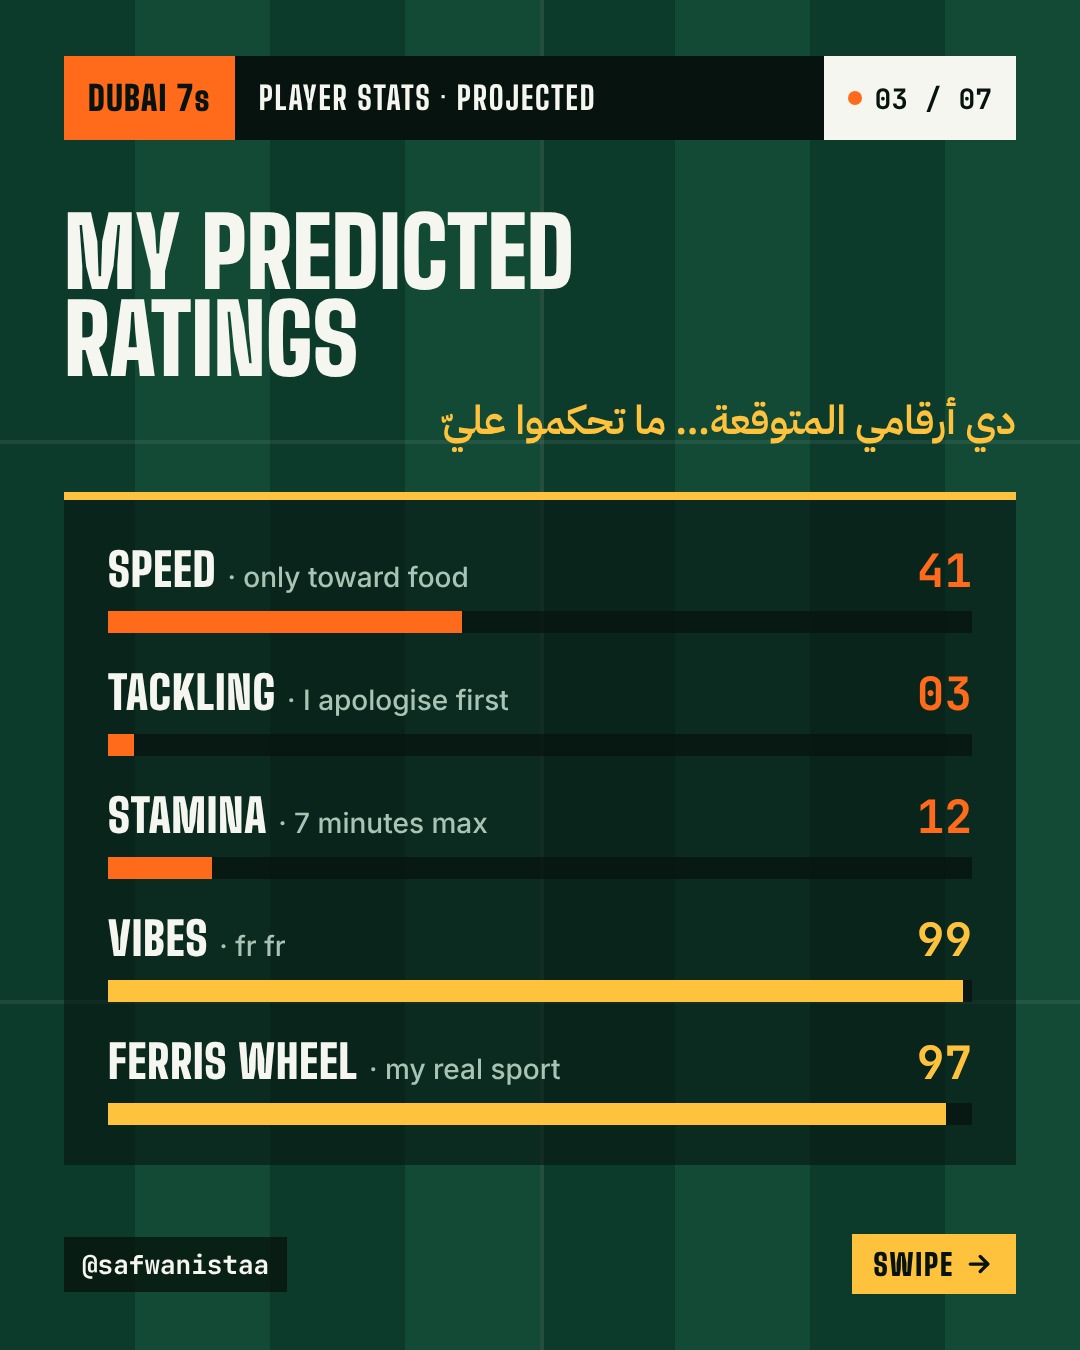 DUBAI 7s
PLAYER STATS · PROJECTED
03 / 07
MY PREDICTED
RATINGS
دي أرقامي المتوقعة... ما تحكموا عليّ
SPEED · only toward food 41
TACKLING · I apologise first 03
STAMINA · 7 minutes max 12
VIBES · fr fr 99
FERRIS WHEEL · my real sport 97
@safwanistaa
SWIPE →